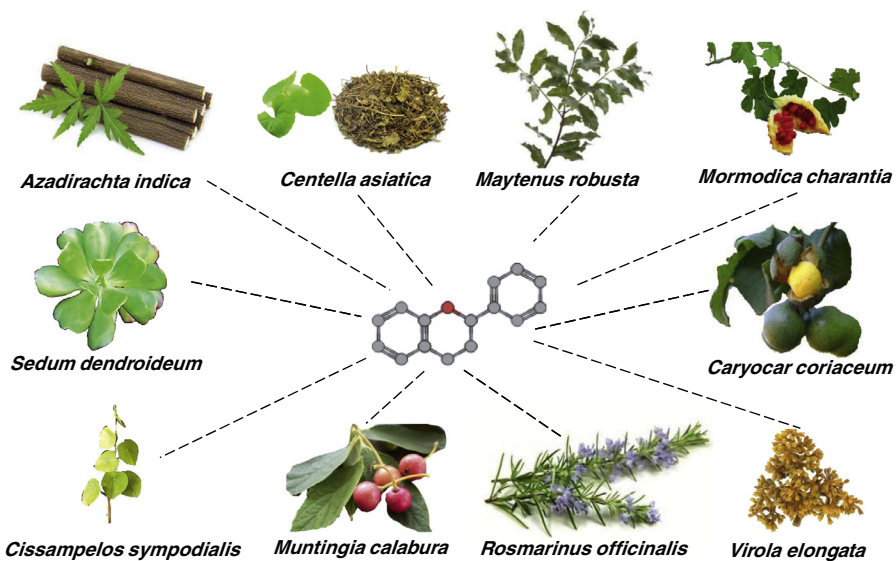 Azadirachta indica
Centella asiatica
Maytenus robusta
Mormodica charantia
Sedum dendroideum
Caryocar coriaceum
Cissampelos sympodialis
Muntingia calabura
Rosmarinus officinalis
Virola elongata